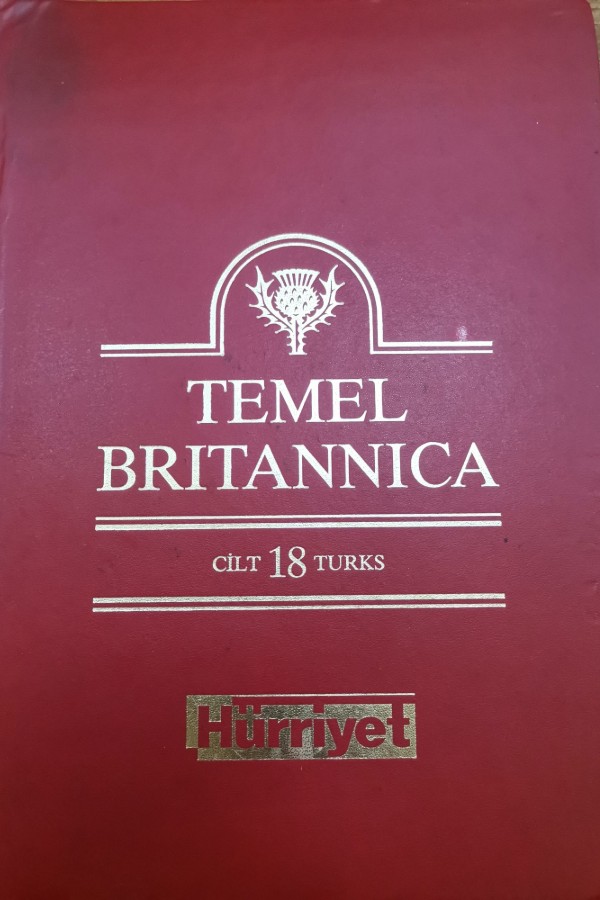 TEMEL
BRITANNICA
CİLT 18 TURKS
Hürriyet